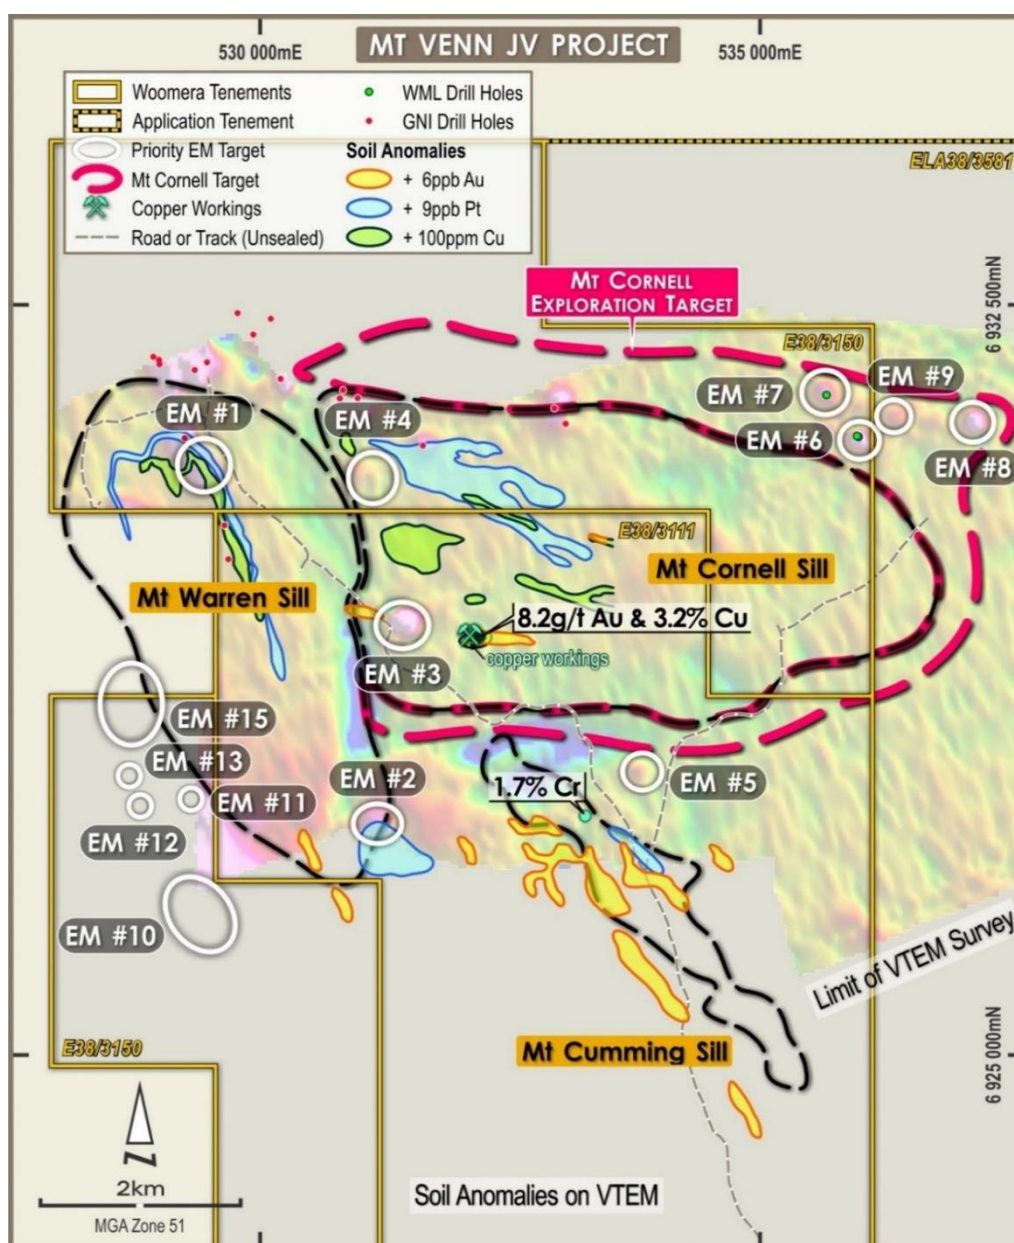 MT VENN JV PROJECT
530 000mE
535 000mE
Woomera Tenements
Application Tenement
Priority EM Target
Mt Cornell Target
Copper Workings
Road or Track (Unsealed)
WML Drill Holes
GNI Drill Holes
Soil Anomalies
+ 6ppb Au
+ 9ppb Pt
+ 100ppm Cu
ELA38/3581
MT CORNELL
EXPLORATION TARGET
6 932 500mN
E38/3150
EM #9
EM #7
EM #1
EM #4
EM #6
EM #8
E38/3111
Mt Cornell Sill
Mt Warren Sill
8.2g/t Au & 3.2% Cu
copper workings
EM #3
EM #15
EM #13
EM #2
EM #5
1.7% Cr
EM #11
EM #12
EM #10
Limit of VTEM Survey
Mt Cumming Sill
E38/3150
6 925 000mN
N
2km
MGA Zone 51
Soil Anomalies on VTEM